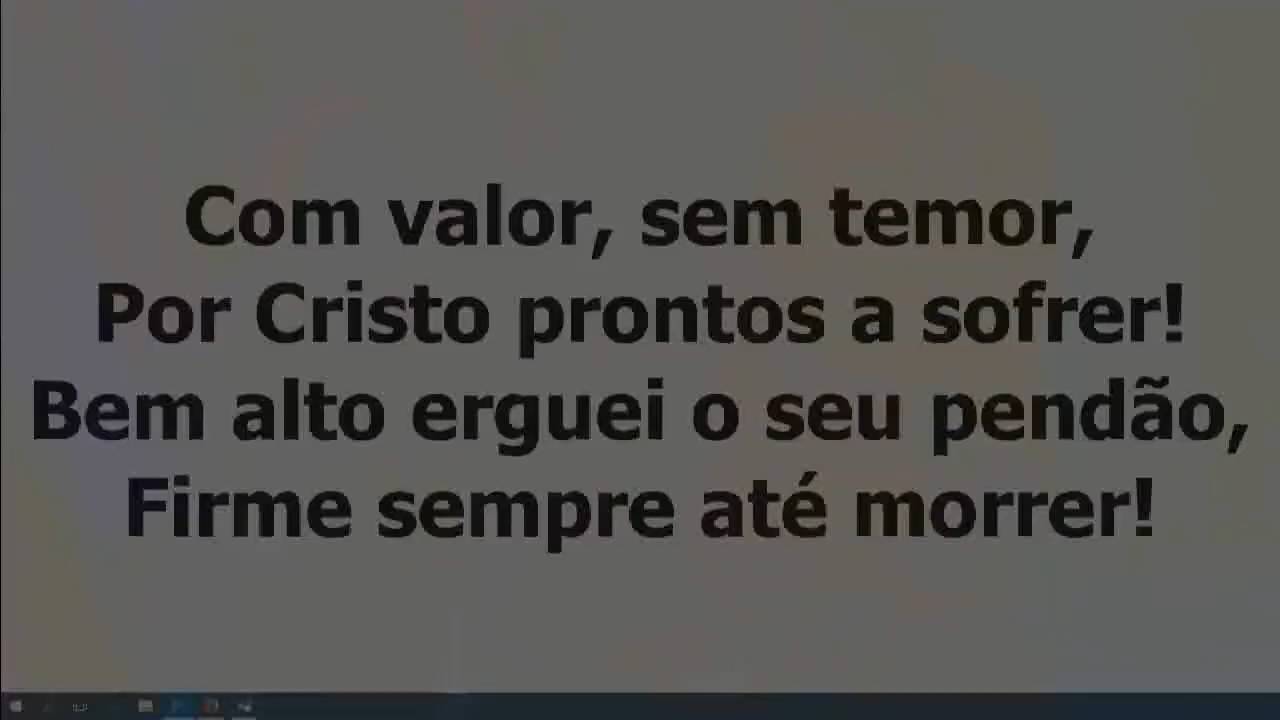 Com valor, sem temor,
Por Cristo prontos a sofrer!
Bem alto erguei o seu pendão,
Firme sempre até morrer!